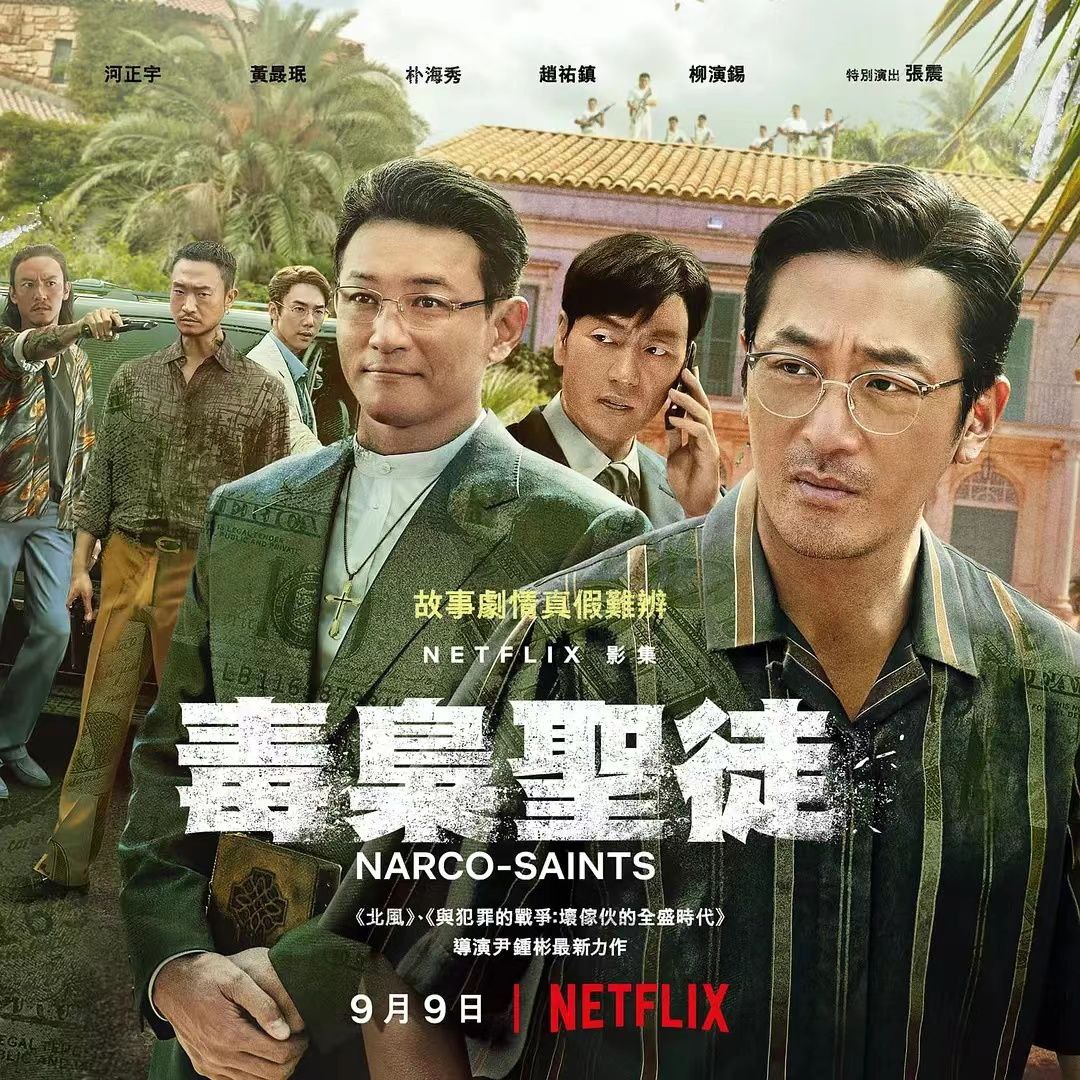 河正宇 黃晸珉 朴海秀 趙祐鎮 柳演錫 特別演出 張震
故事劇情真假難辨
NETFLIX 影集
毒梟聖徒
NARCO-SAINTS
《北風》、《與犯罪的戰爭:壞傢伙的全盛時代》
導演尹鍾彬最新力作
9月9日 | NETFLIX